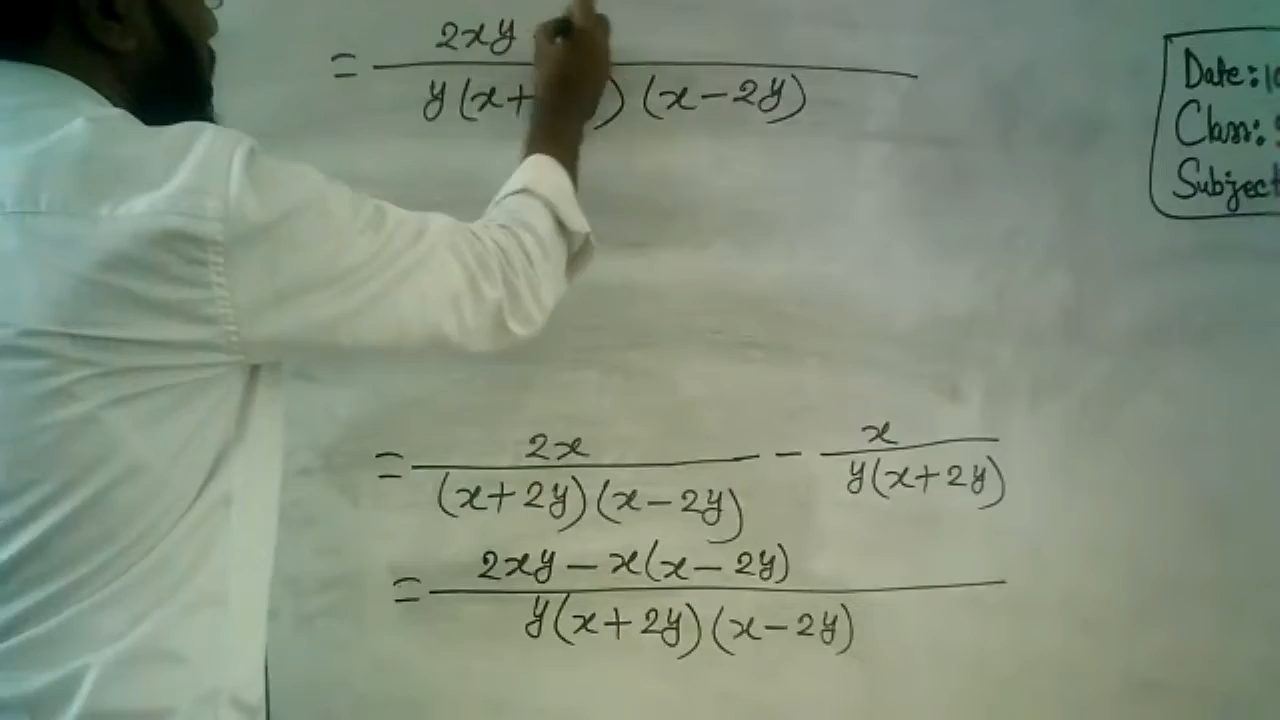 = 2xy
y(x+ ) (x-2y)
Date:
Class:
Subject
= 2x / (x+2y)(x-2y) - x / y(x+2y)
= 2xy - x(x-2y) / y(x+2y)(x-2y)